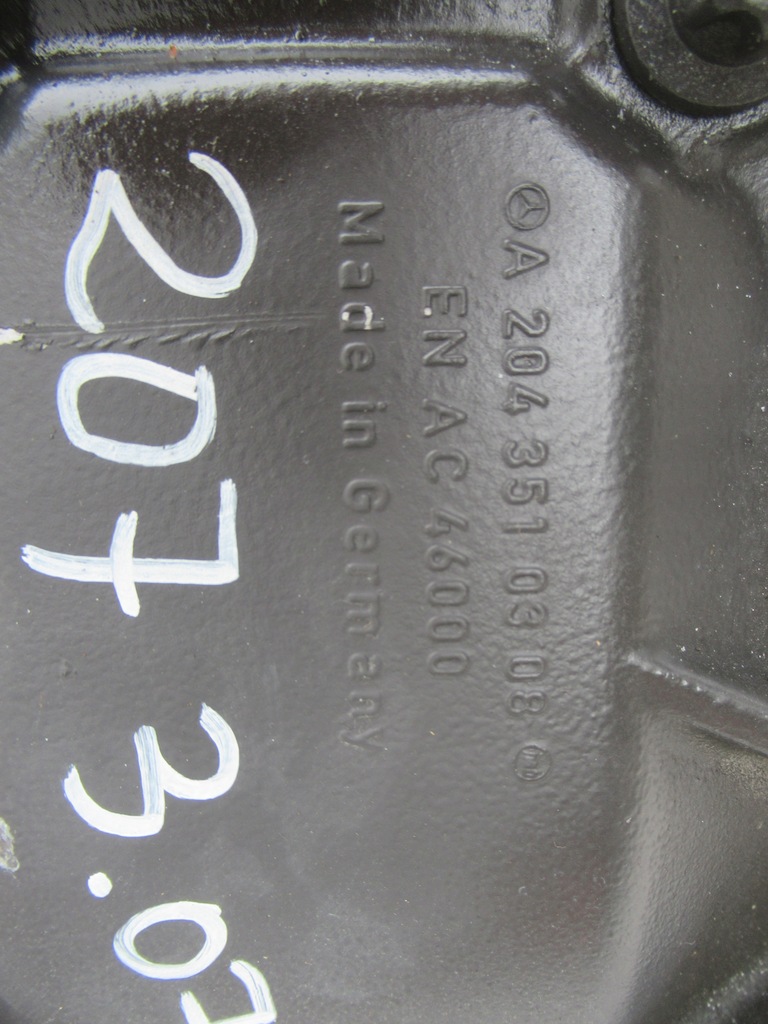 A 204 351 03 08
EN AC 46000
Made in Germany
207 3.07